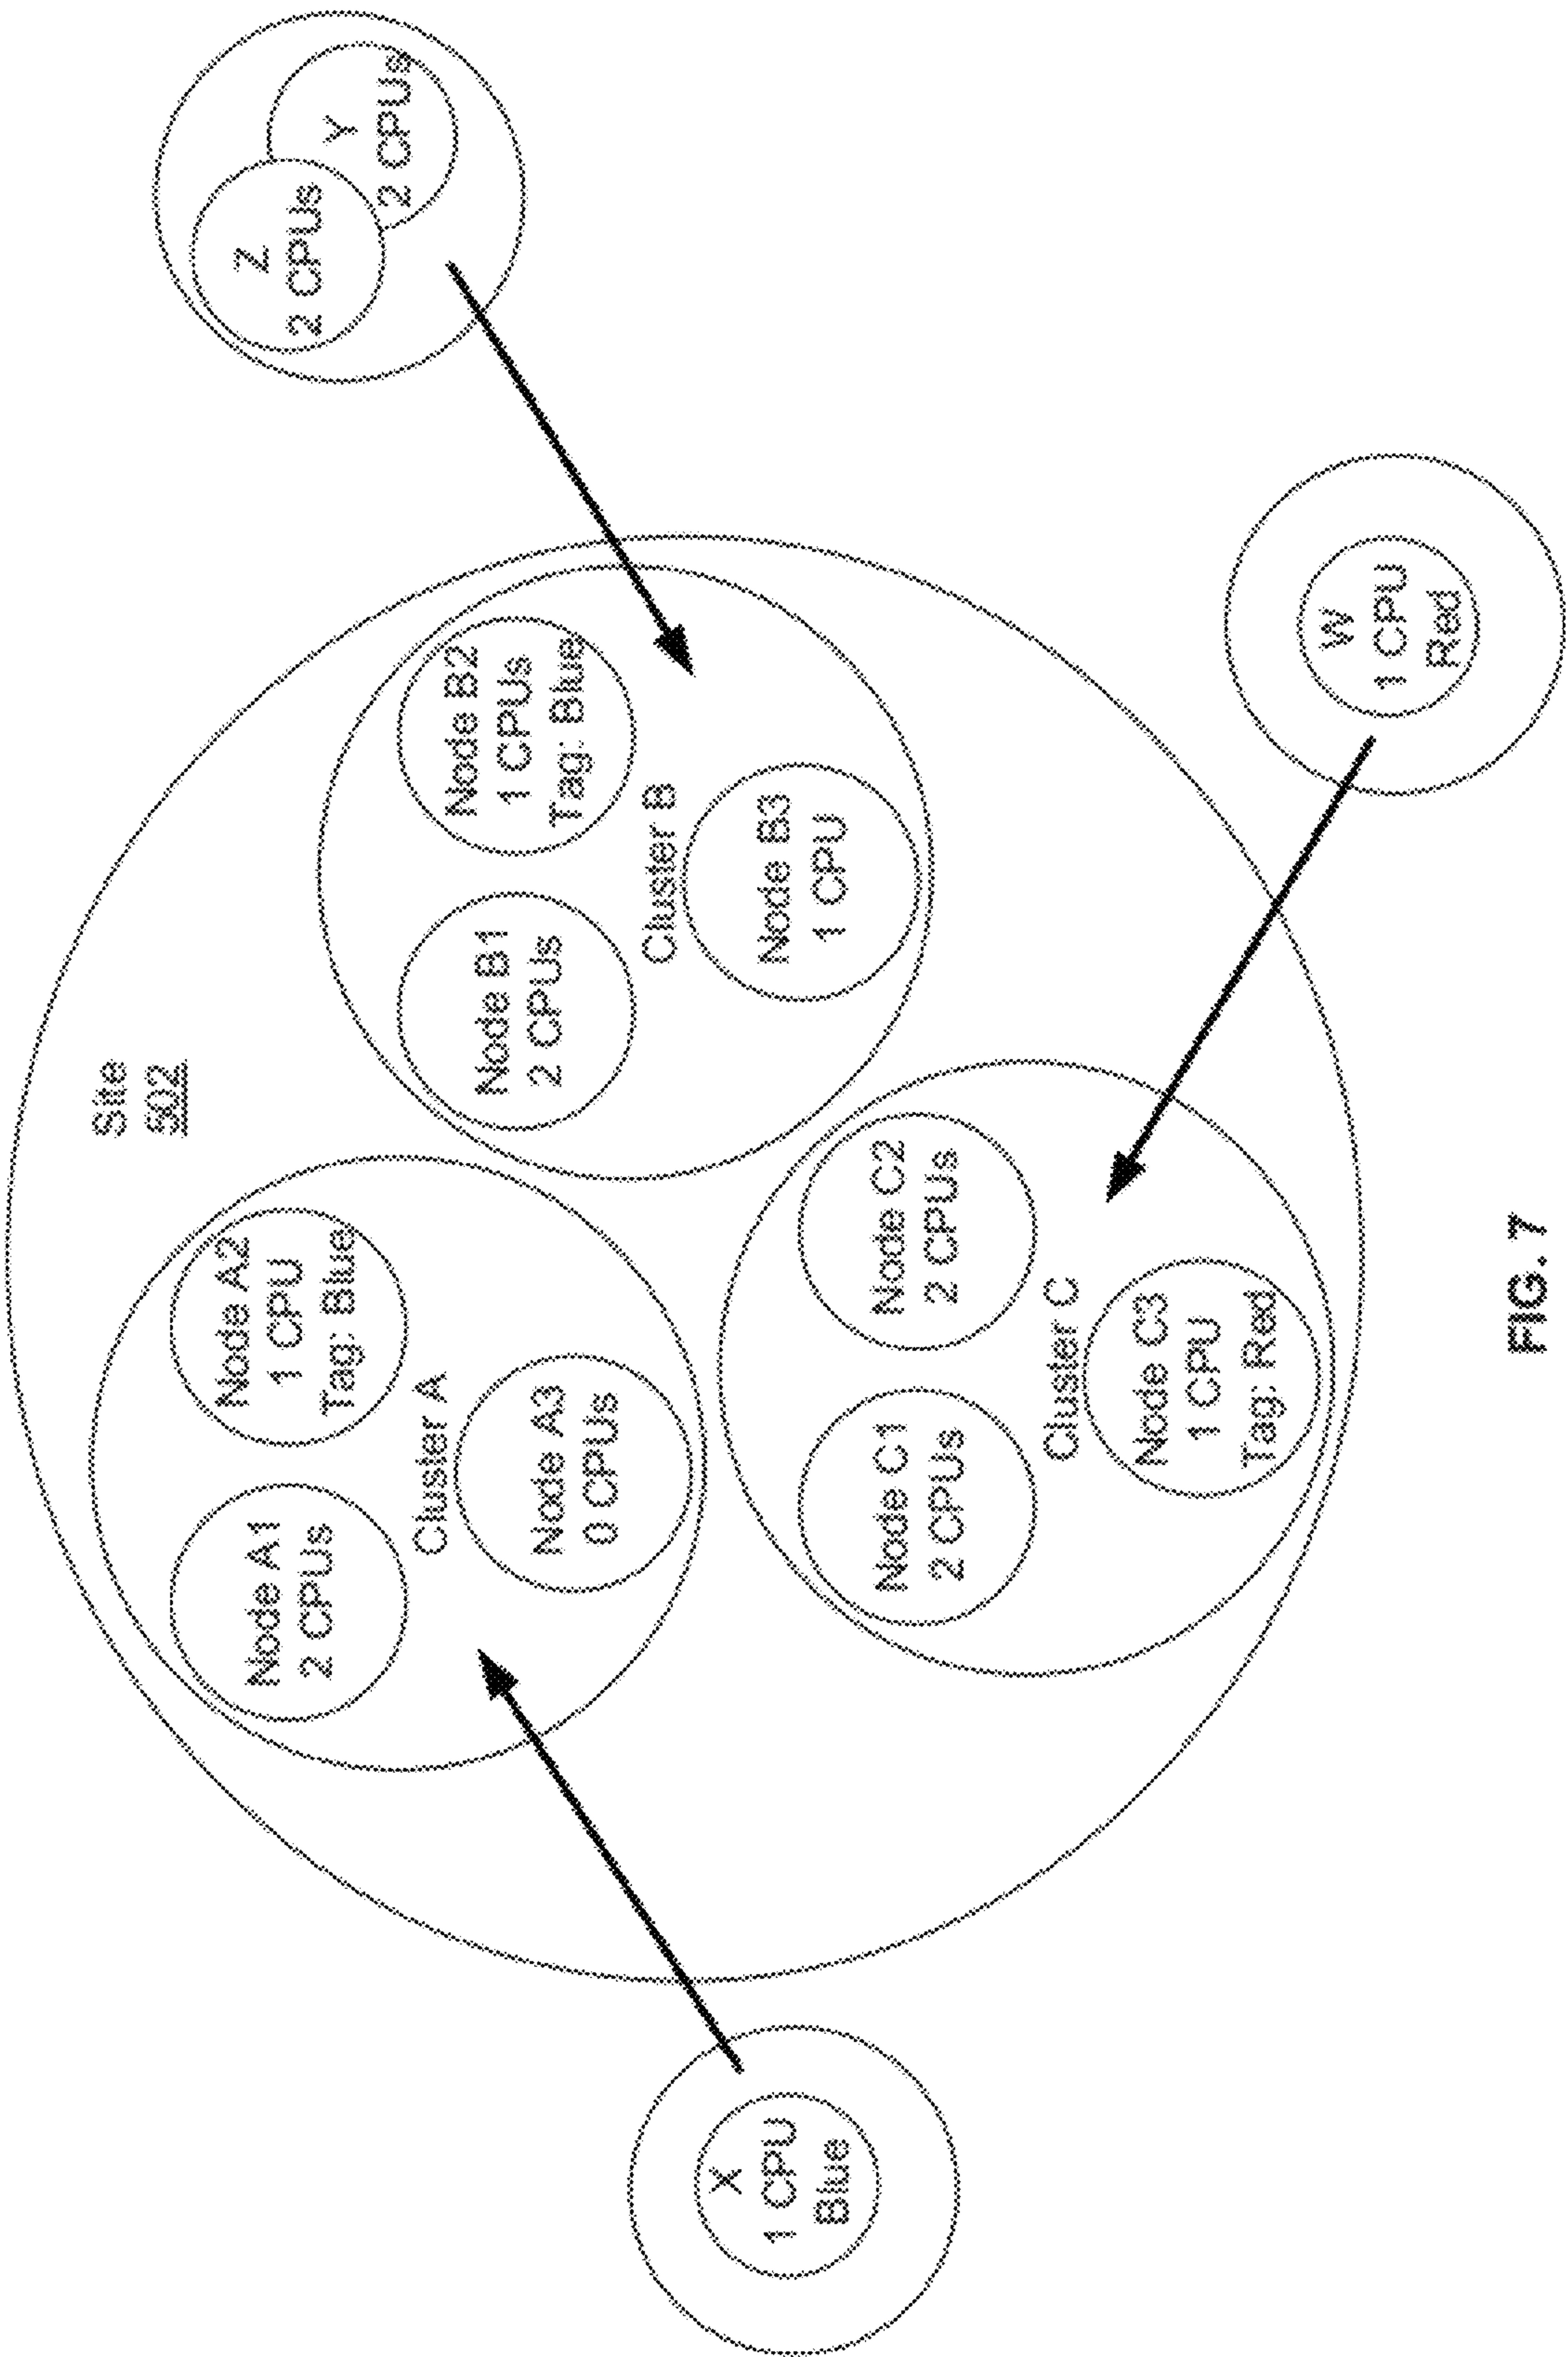 Site
502
Node A1
2 CPUs
Node A2
1 CPU
Tag: Blue
Cluster A
Node A3
0 CPUs
Node B1
2 CPUs
Node B2
1 CPUs
Tag: Blue
Cluster B
Node B3
1 CPU
Node C1
2 CPUs
Node C2
2 CPUs
Cluster C
Node C3
1 CPU
Tag: Red
X
1 CPU
Blue
Z
2 CPUs
Y
2 CPUs
W
1 CPU
Red
FIG. 7